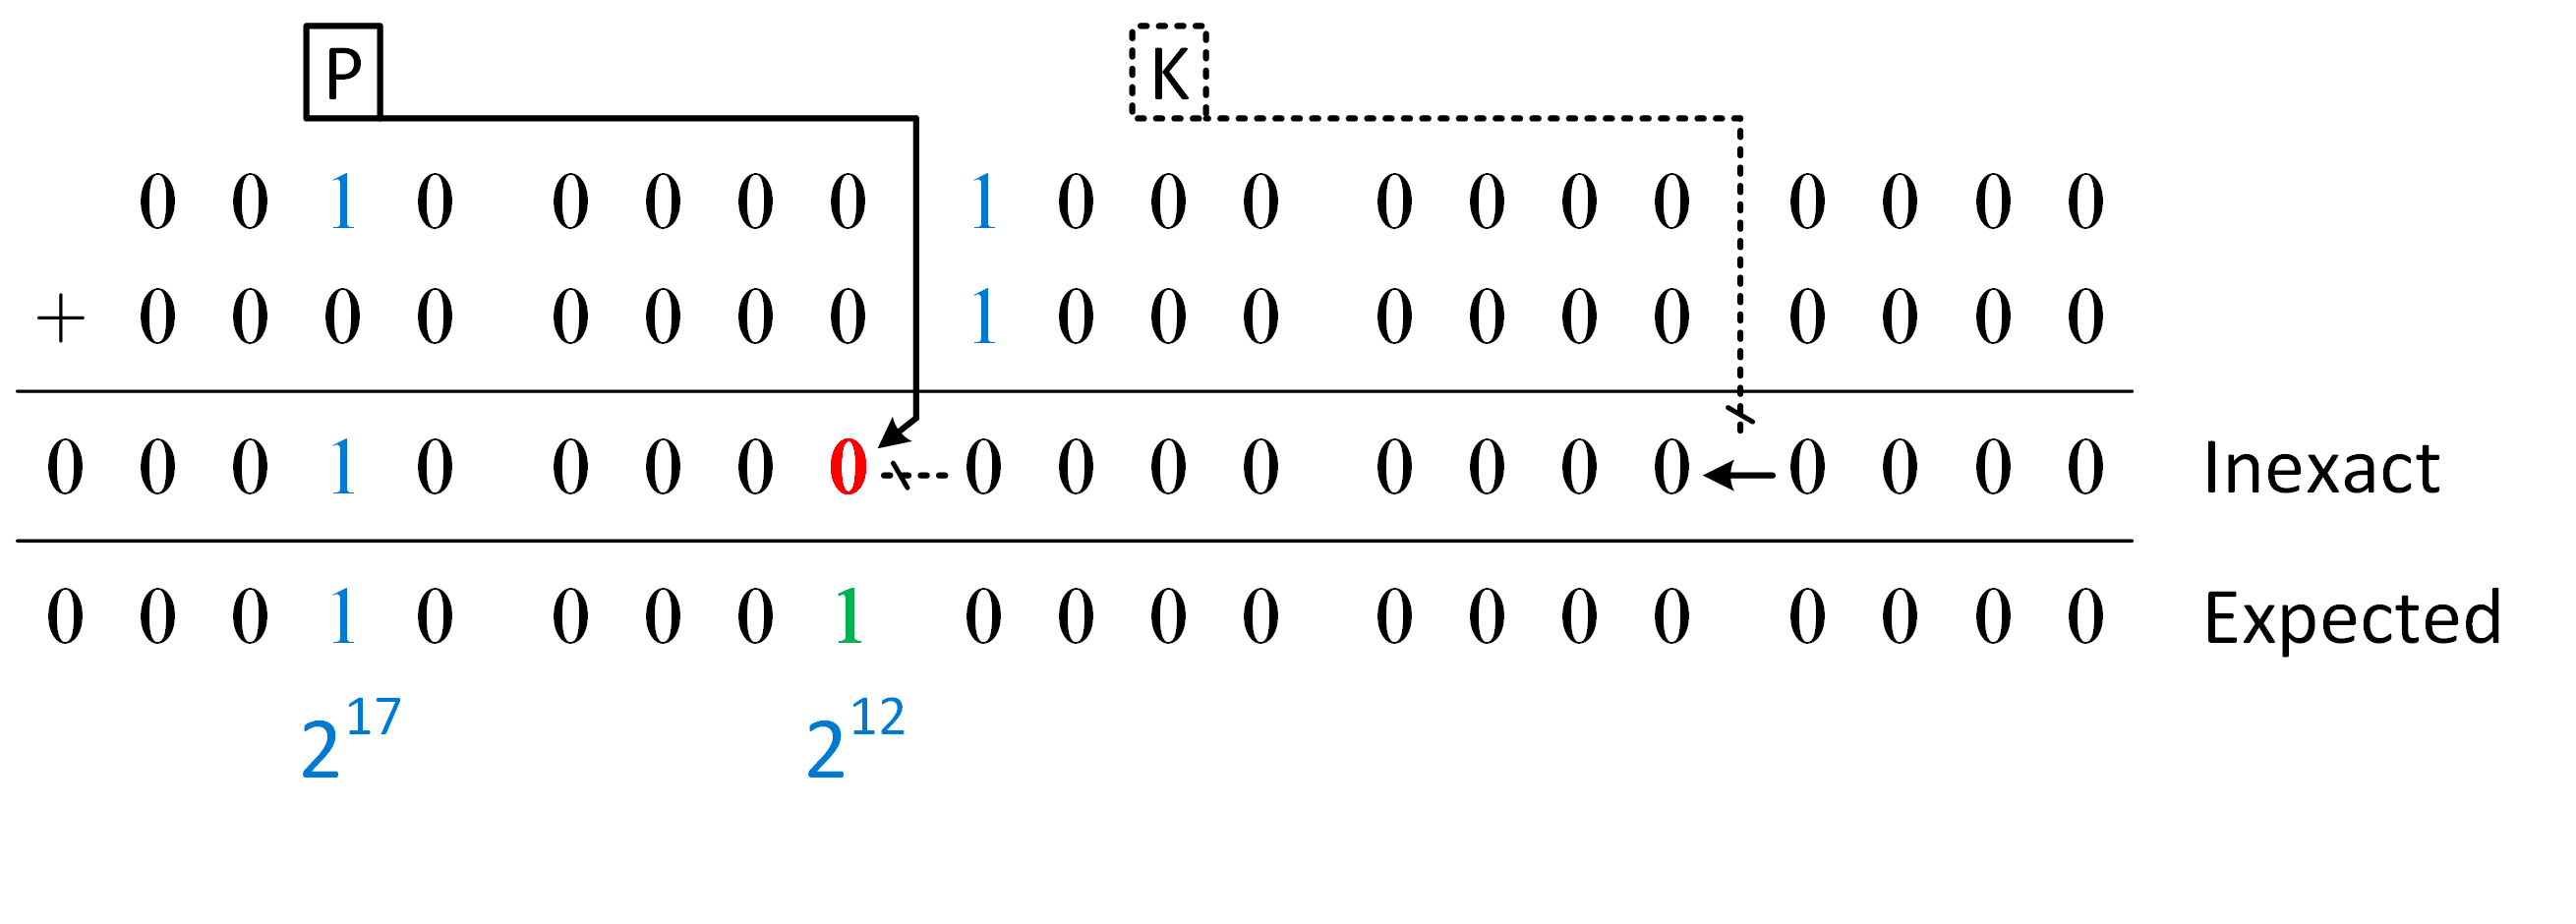 P K
0 0 1 0 0 0 0 0 1 0 0 0 0 0 0 0 0 0 0 0
+ 0 0 0 0 0 0 0 0 1 0 0 0 0 0 0 0 0 0 0 0
0 0 0 1 0 0 0 0 0 0 0 0 0 0 0 0 0 0 0 0 0 Inexact
0 0 0 1 0 0 0 0 1 0 0 0 0 0 0 0 0 0 0 0 0 Expected
2^17 2^12